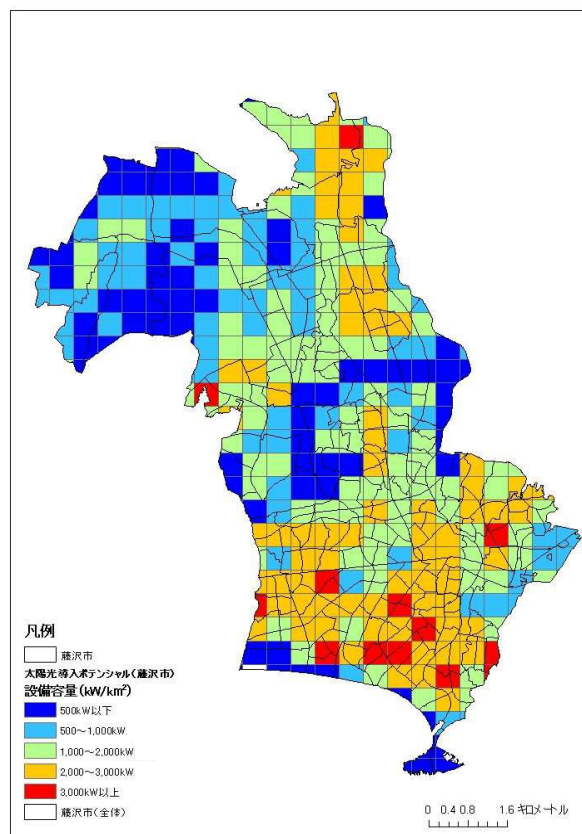 凡例
藤沢市
太陽光導入ポテンシャル(藤沢市)
設備容量(kW/km²)
500kW以下
500～1,000kW.
1,000～2,000kW
2,000～3,000kW
3,000kW以上
藤沢市(全体)
0 0.4 0.8 1.6 キロメートル